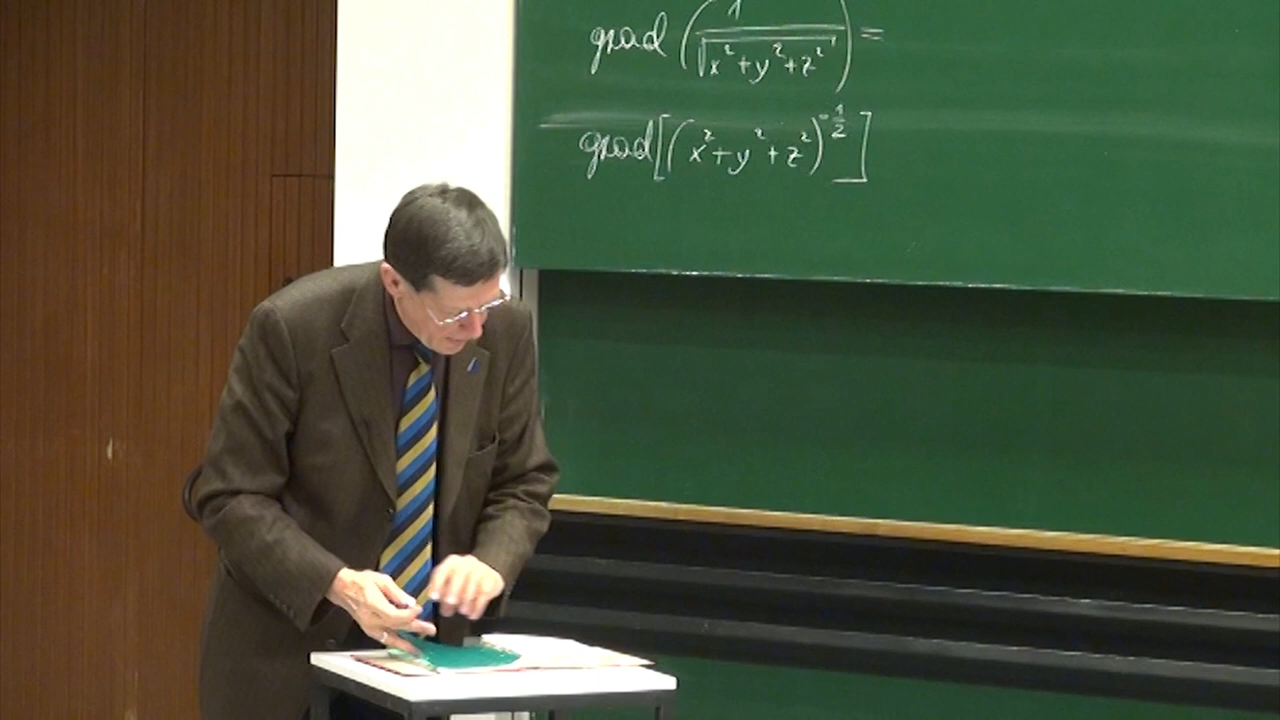 grad (1/√(x²+y²+z²)) =
grad[(x²+y²+z²)^-1/2]